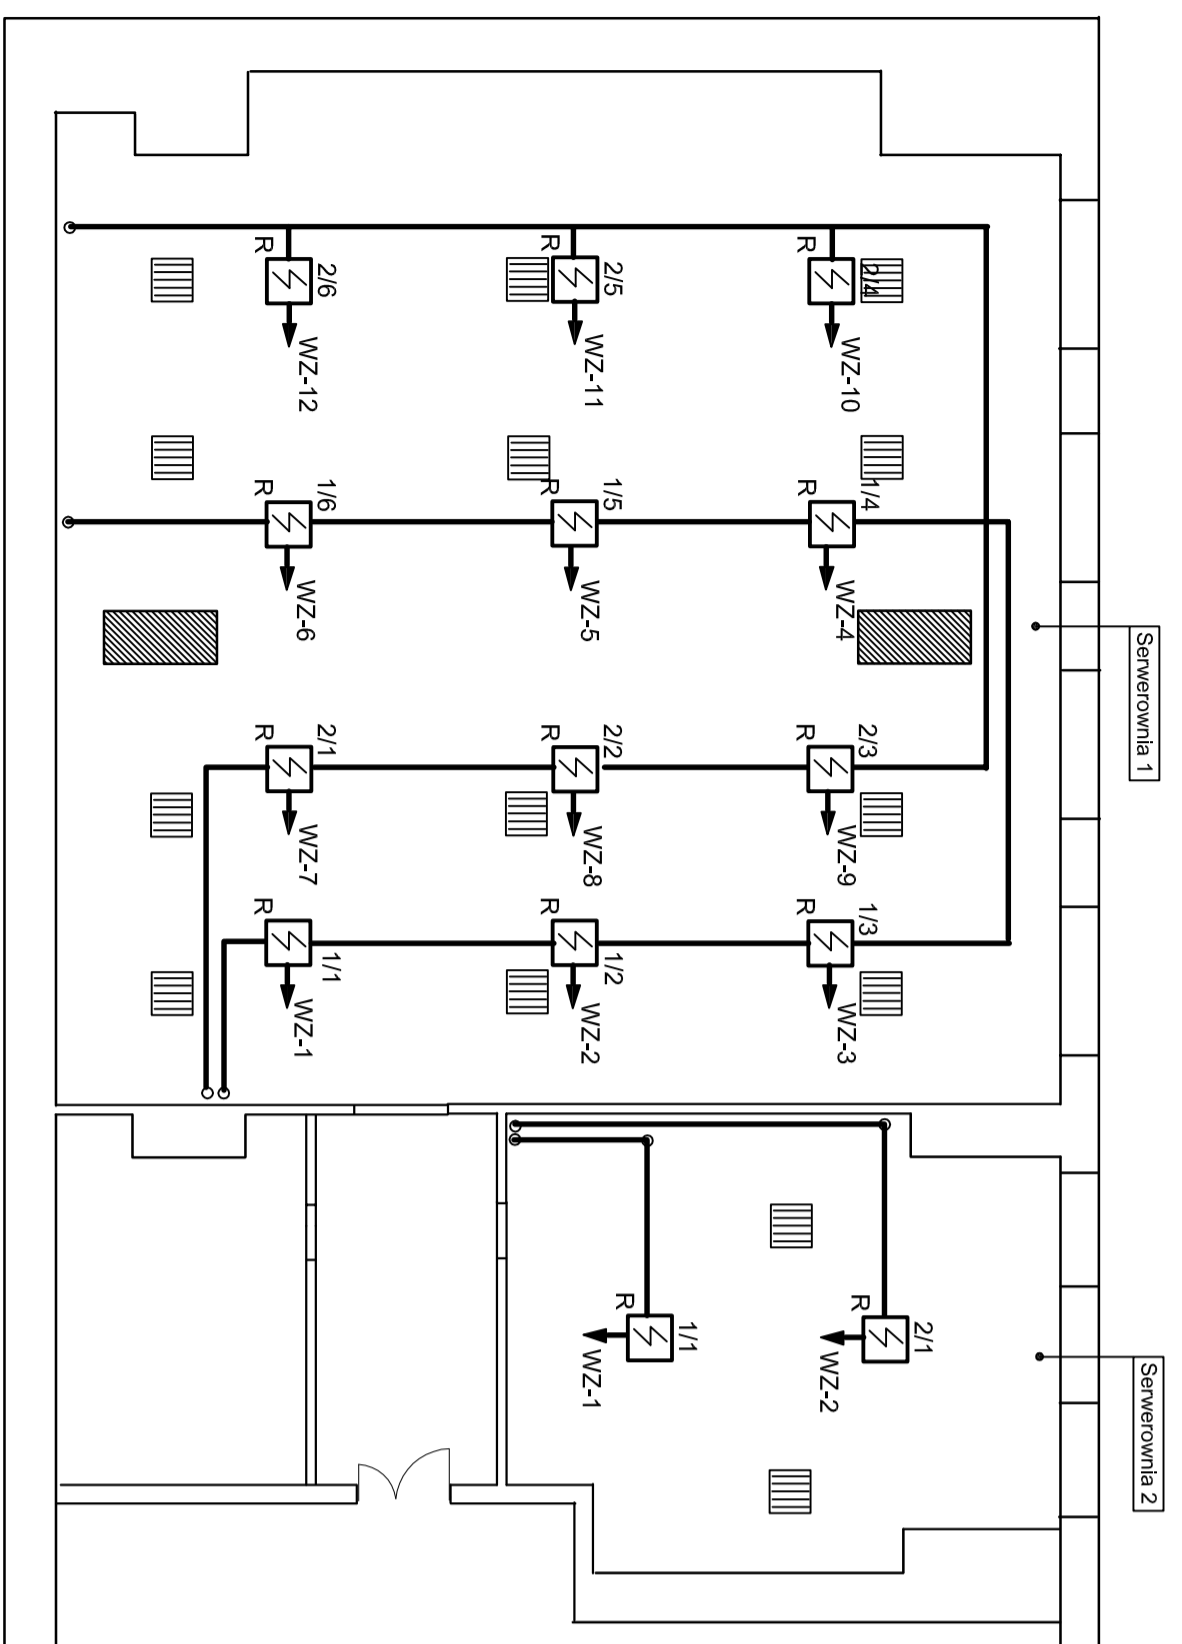 Serwerownia 1
Serwerownia 2
2/4
R
WZ-10
1/4
R
WZ-4
2/3
R
WZ-9
1/3
R
WZ-3
2/1
R
WZ-2
2/5
R
WZ-11
1/5
R
WZ-5
2/2
R
WZ-8
1/2
R
WZ-2
1/1
R
WZ-1
2/6
R
WZ-12
1/6
R
WZ-6
2/1
R
WZ-7
1/1
R
WZ-1